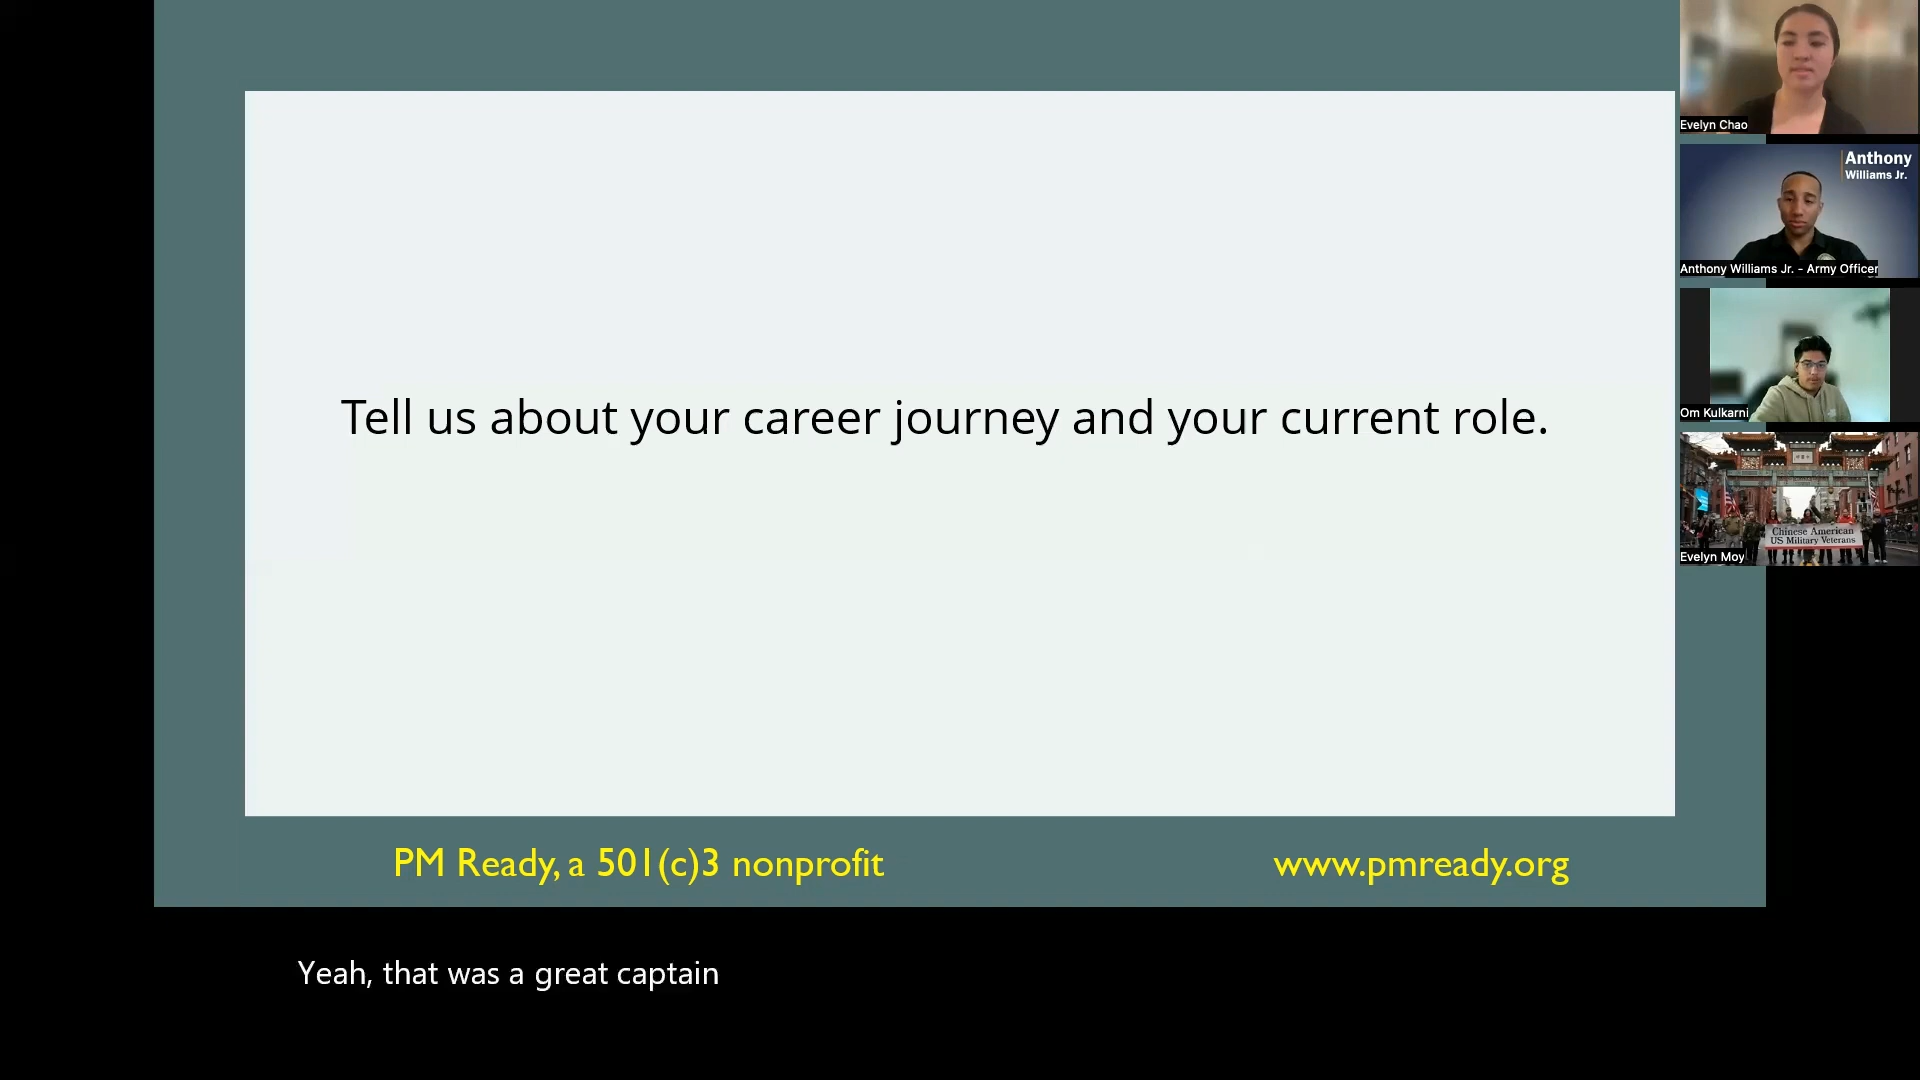 Tell us about your career journey and your current role.
PM Ready, a 501(c)3 nonprofit
www.pmready.org
Evelyn Chao
Anthony
Williams Jr.
Anthony Williams Jr. - Army Officer
Om Kulkarni
Chinese American
US Military Veterans
Evelyn Moy
Yeah, that was a great captain